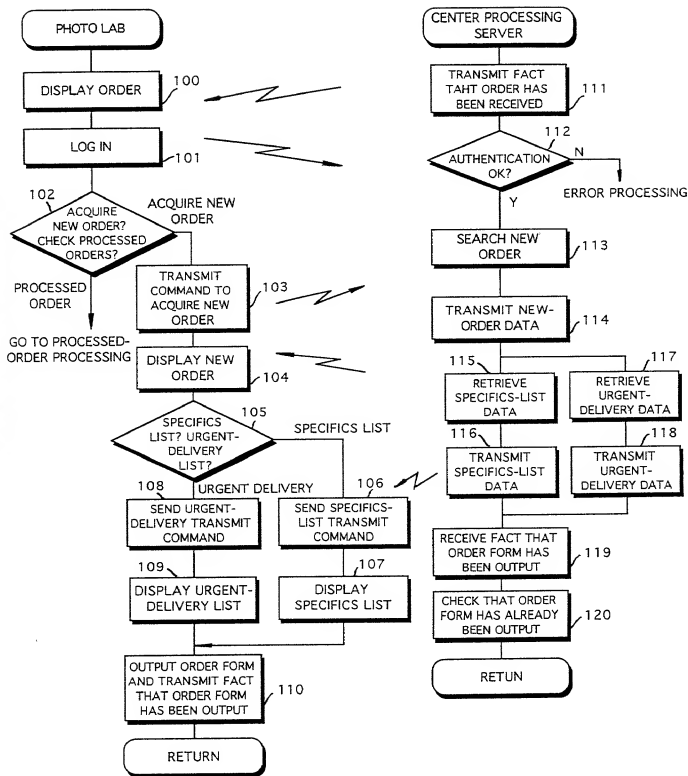 PHOTO LAB
DISPLAY ORDER
100
LOG IN
101
102
ACQUIRE
NEW ORDER?
CHECK PROCESSED
ORDERS?
ACQUIRE NEW
ORDER
PROCESSED
ORDER
GO TO PROCESSED-
ORDER PROCESSING
TRANSMIT
COMMAND TO
ACQUIRE NEW
ORDER
103
DISPLAY NEW
ORDER
104
105
SPECIFICS
LIST? URGENT-
DELIVERY
LIST?
SPECIFICS LIST
URGENT DELIVERY
108
SEND URGENT-
DELIVERY TRANSMIT
COMMAND
106
SEND SPECIFICS-
LIST TRANSMIT
COMMAND
109
DISPLAY URGENT-
DELIVERY LIST
107
DISPLAY
SPECIFICS LIST
OUTPUT ORDER FORM
AND TRANSMIT FACT
THAT ORDER FORM
HAS BEEN OUTPUT
110
RETURN
CENTER PROCESSING
SERVER
TRANSMIT FACT
TAHT ORDER HAS
BEEN RECEIVED
111
112
AUTHENTICATION
OK?
N
ERROR PROCESSING
Y
SEARCH NEW
ORDER
113
TRANSMIT NEW-
ORDER DATA
114
115
RETRIEVE
SPECIFICS-LIST
DATA
117
RETRIEVE
URGENT-
DELIVERY DATA
116
TRANSMIT
SPECIFICS-LIST
DATA
118
TRANSMIT
URGENT-
DELIVERY DATA
RECEIVE FACT THAT
ORDER FORM HAS
BEEN OUTPUT
119
CHECK THAT ORDER
FORM HAS ALREADY
BEEN OUTPUT
120
RETUN